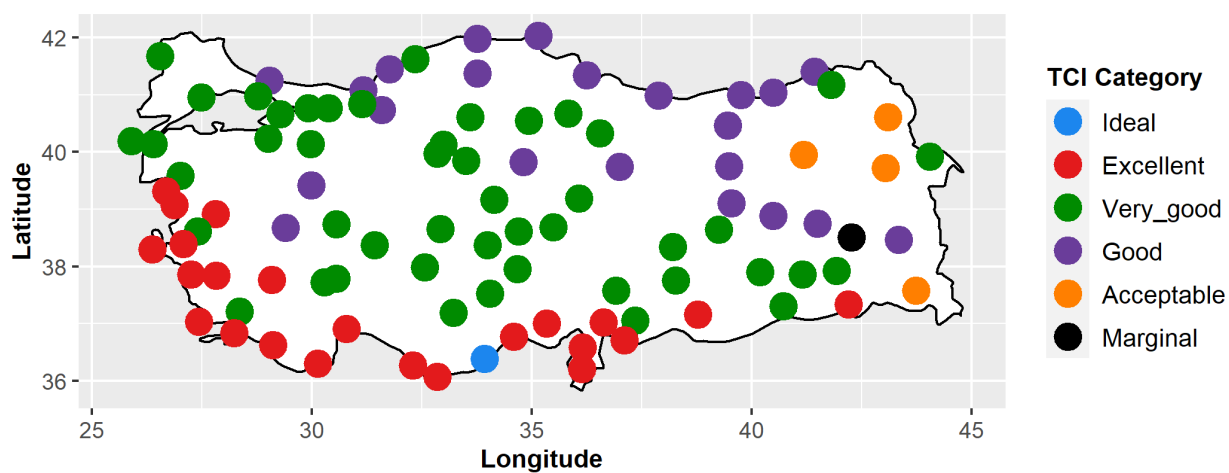 42
40
38
36
Latitude
25
30
35
40
45
Longitude
TCI Category
Ideal
Excellent
Very_good
Good
Acceptable
Marginal